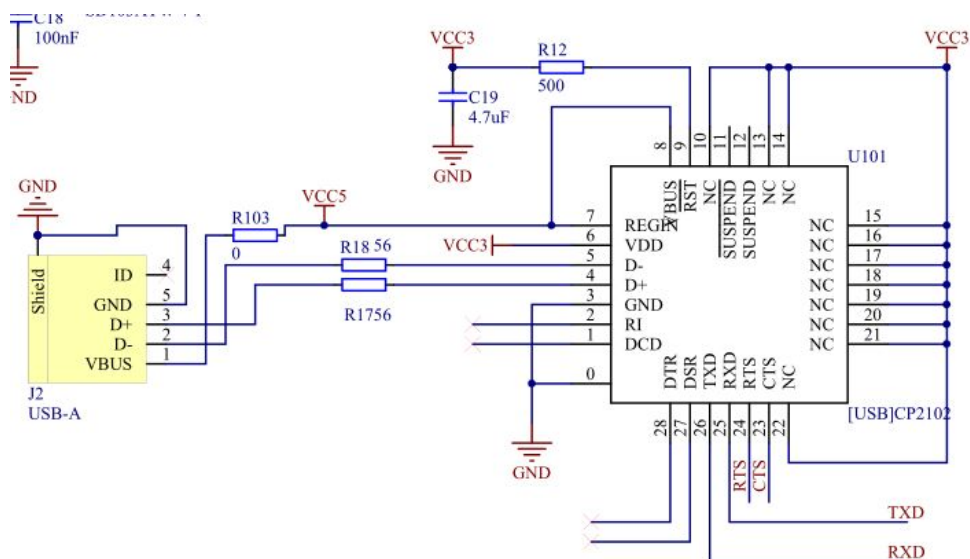 C18
100nF
GND
VCC3
R12
500
C19
4.7uF
GND
VCC3
8
9
10
11
12
13
14
U101
VBUS
RST
NC
SUSPEND
SUSPEND
NC
NC
GND
VCC5
R103
0
VCC3
R18 56
R1756
7 REGIN
6 VDD
5 D-
4 D+
3 GND
2 RI
1 DCD
0
NC 15
NC 16
NC 17
NC 18
NC 19
NC 20
NC 21
Shield
ID 4
GND 5
D+ 3
D- 2
VBUS 1
J2
USB-A
DTR
DSR
TXD
RXD
RTS
CTS
NC
[USB]CP2102
28
27
26
25
24
23
22
GND
RTS
CTS
TXD
RXD